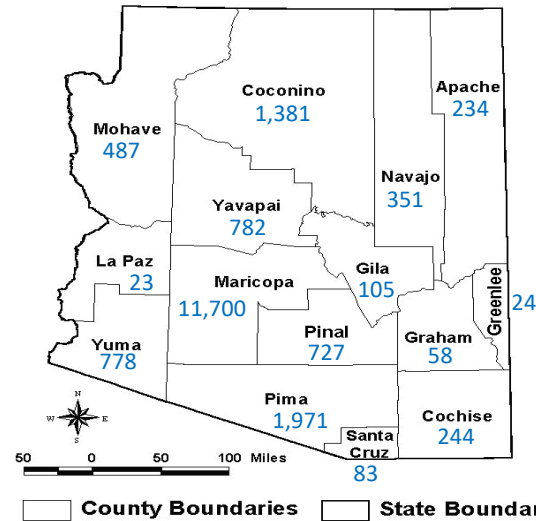 Coconino
1,381
Apache
234
Mohave
487
Navajo
351
Yavapai
782
La Paz
23
Maricopa
11,700
Gila
105
Greenlee
24
Yuma
778
Pinal
727
Graham
58
Pima
1,971
Cochise
244
Santa
Cruz
83
N
W E
S
50 0 50 100 Miles
County Boundaries State Boundar